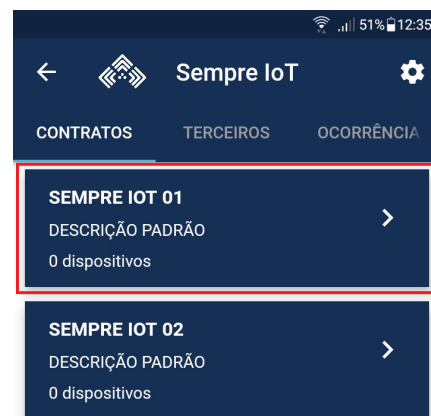 51% 12:35
Sempre IoT
CONTRATOS TERCEIROS OCORRÊNCIA
SEMPRE IOT 01
DESCRIÇÃO PADRÃO
0 dispositivos
SEMPRE IOT 02
DESCRIÇÃO PADRÃO
0 dispositivos